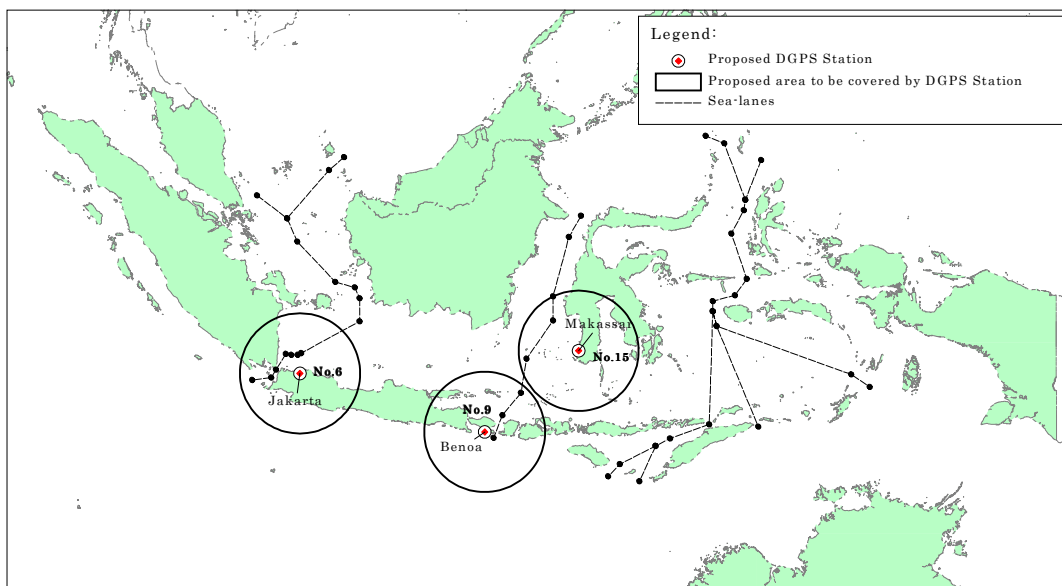 Legend:
Proposed DGPS Station
Proposed area to be covered by DGPS Station
Sea-lanes
Makassar
No.15
No.6
Jakarta
No.9
Benoa